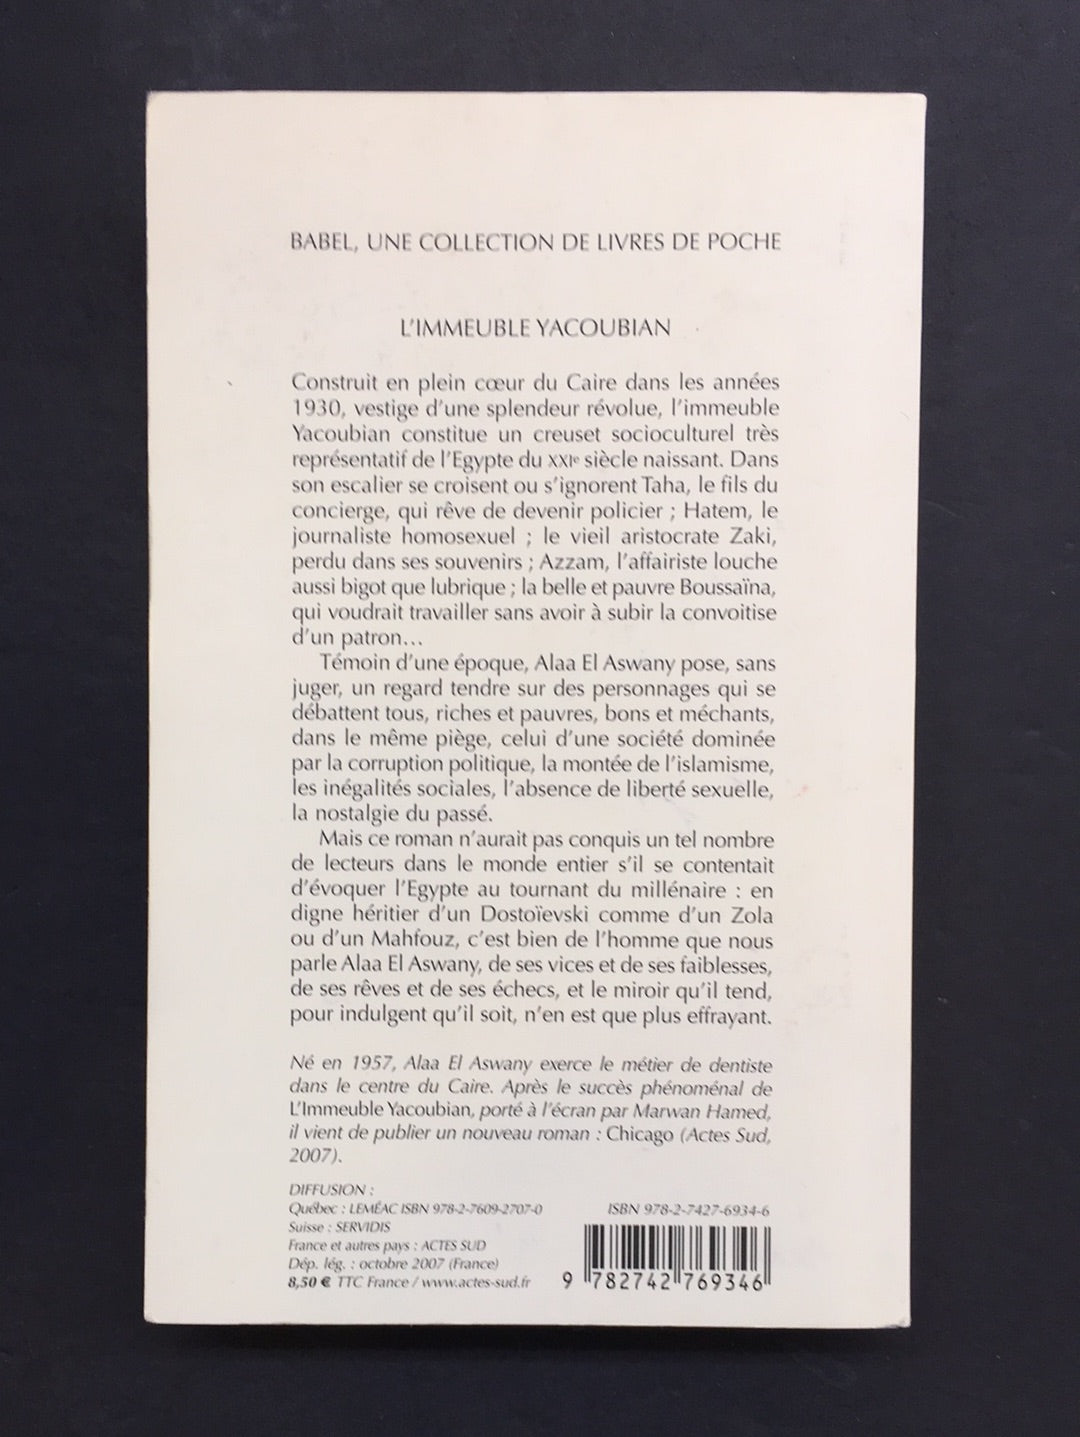 BABEL, UNE COLLECTION DE LIVRES DE POCHE
L'IMMEUBLE YACOUBIAN
Construit en plein cœur du Caire dans les années
1930, vestige d'une splendeur révolue, l'immeuble
Yacoubian constitue un creuset socioculturel très
représentatif de l'Egypte du XXIe siècle naissant. Dans
son escalier se croisent ou s'ignorent Taha, le fils du
concierge, qui rêve de devenir policier ; Hatem, le
journaliste homosexuel ; le vieil aristocrate Zaki,
perdu dans ses souvenirs ; Azzam, l'affairiste louche
aussi bigot que lubrique ; la belle et pauvre Boussaïna,
qui voudrait travailler sans avoir à subir la convoitise
d'un patron...
Témoin d'une époque, Alaa El Aswany pose, sans
juger, un regard tendre sur des personnages qui se
débattent tous, riches et pauvres, bons et méchants,
dans le même piège, celui d'une société dominée
par la corruption politique, la montée de l'islamisme,
les inégalités sociales, l'absence de liberté sexuelle,
la nostalgie du passé.
Mais ce roman n'aurait pas conquis un tel nombre
de lecteurs dans le monde entier s'il se contentait
d'évoquer l'Egypte au tournant du millénaire : en
digne héritier d'un Dostoïevski comme d'un Zola
ou d'un Mahfouz, c'est bien de l'homme que nous
parle Alaa El Aswany, de ses vices et de ses faiblesses,
de ses rêves et de ses échecs, et le miroir qu'il tend,
pour indulgent qu'il soit, n'en est que plus effrayant.
Né en 1957, Alaa El Aswany exerce le métier de dentiste
dans le centre du Caire. Après le succès phénoménal de
L'Immeuble Yacoubian, porté à l'écran par Marwan Hamed,
il vient de publier un nouveau roman : Chicago (Actes Sud,
2007).
DIFFUSION :
Québec : LEMÉAC ISBN 978-2-7609-2707-0
Suisse : SERVIDIS
France et autres pays : ACTES SUD
Dép. lég. : octobre 2007 (France)
8,50 € TTC France / www.actes-sud.fr
ISBN 978-2-7427-6934-6
9 782742 769346